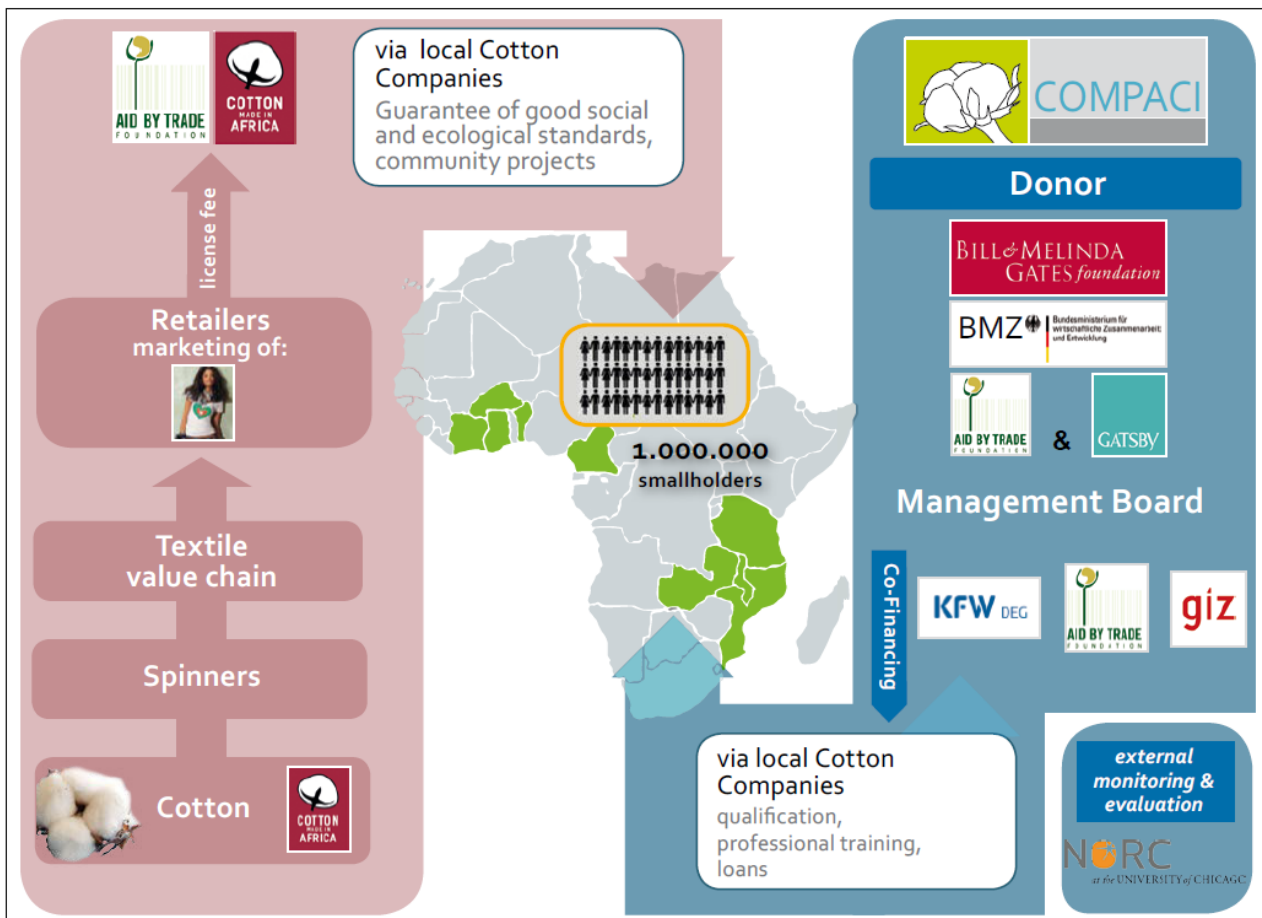 AID BY TRADE
FOUNDATION
COTTON
MADE IN
AFRICA
license fee
Retailers
marketing of:
Textile
value chain
Spinners
Cotton
COTTON
MADE IN
AFRICA
via local Cotton
Companies
Guarantee of good social
and ecological standards,
community projects
1.000.000
smallholders
COMPACI
Donor
BILL & MELINDA
GATES foundation
BMZ
Bundesministerium für
wirtschaftliche Zusammenarbeit
und Entwicklung
AID BY TRADE
FOUNDATION
&
GATSBY
Management Board
Co-Financing
KFW DEG
AID BY TRADE
FOUNDATION
giz
via local Cotton
Companies
qualification,
professional training,
loans
external
monitoring &
evaluation
NORC
at the UNIVERSITY of CHICAGO